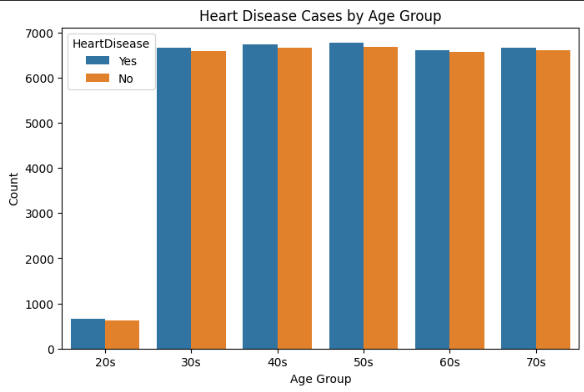 Heart Disease Cases by Age Group
HeartDisease
Yes
No
7000
6000
5000
4000
3000
2000
1000
0
Count
20s 30s 40s 50s 60s 70s
Age Group